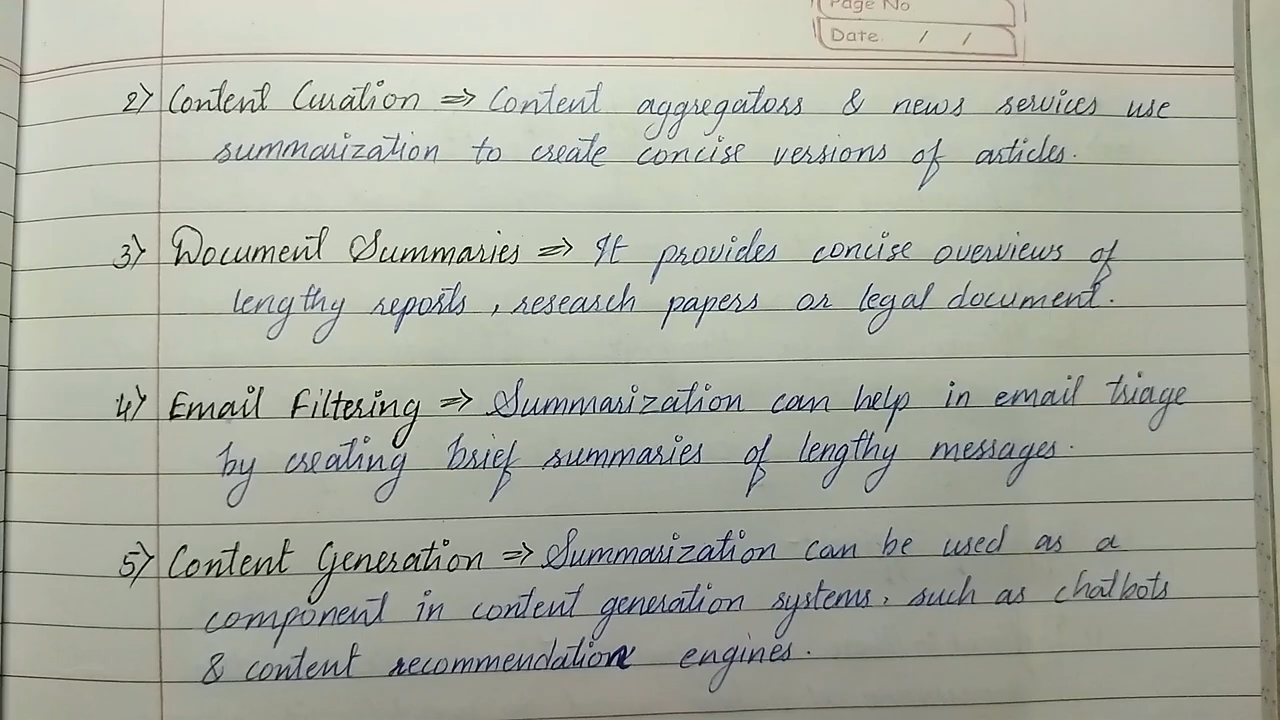 Page No
Date / /
2) Content Curation => Content aggregators & news services use
summarization to create concise versions of articles.
3) Document Summaries => It provides concise overviews of
lengthy reports, research papers or legal document.
4) Email Filtering => Summarization can help in email triage
by creating brief summaries of lengthy messages.
5) Content Generation => Summarization can be used as a
component in content generation systems, such as chatbots
& content recommendation engines.